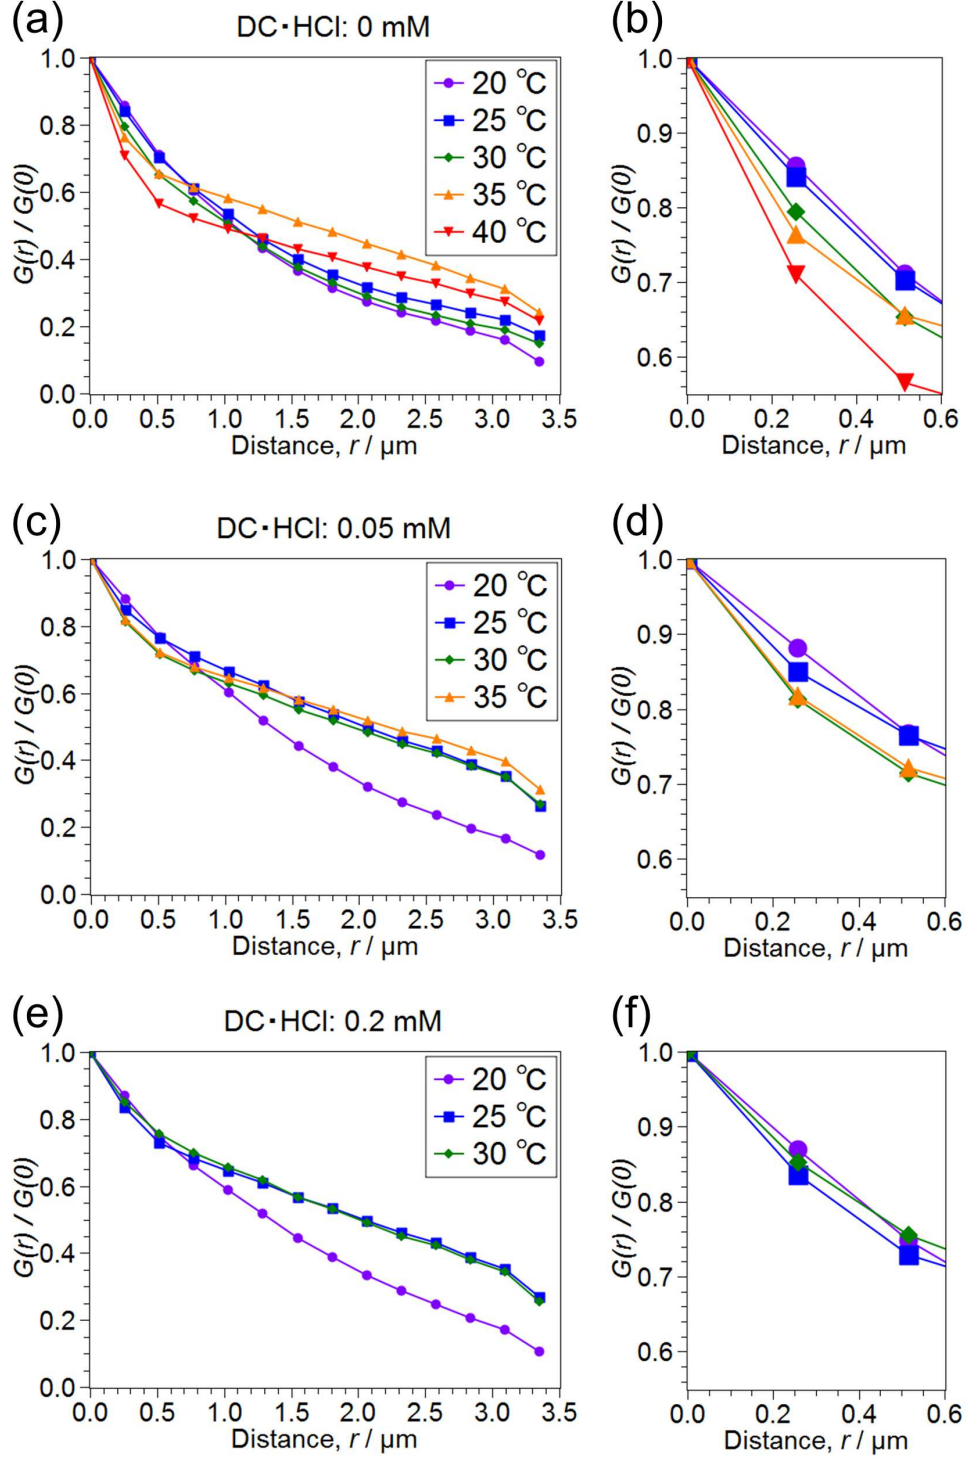 (a)
DC･HCl: 0 mM
1.0
0.8
0.6
0.4
0.2
0.0
G(r) / G(0)
20 ℃
25 ℃
30 ℃
35 ℃
40 ℃
0.0 0.5 1.0 1.5 2.0 2.5 3.0 3.5
Distance, r / μm
(b)
1.0
0.9
0.8
0.7
0.6
G(r) / G(0)
0.0 0.2 0.4 0.6
Distance, r / μm
(c)
DC･HCl: 0.05 mM
1.0
0.8
0.6
0.4
0.2
0.0
G(r) / G(0)
20 ℃
25 ℃
30 ℃
35 ℃
0.0 0.5 1.0 1.5 2.0 2.5 3.0 3.5
Distance, r / μm
(d)
1.0
0.9
0.8
0.7
0.6
G(r) / G(0)
0.0 0.2 0.4 0.6
Distance, r / μm
(e)
DC･HCl: 0.2 mM
1.0
0.8
0.6
0.4
0.2
0.0
G(r) / G(0)
20 ℃
25 ℃
30 ℃
0.0 0.5 1.0 1.5 2.0 2.5 3.0 3.5
Distance, r / μm
(f)
1.0
0.9
0.8
0.7
0.6
G(r) / G(0)
0.0 0.2 0.4 0.6
Distance, r / μm